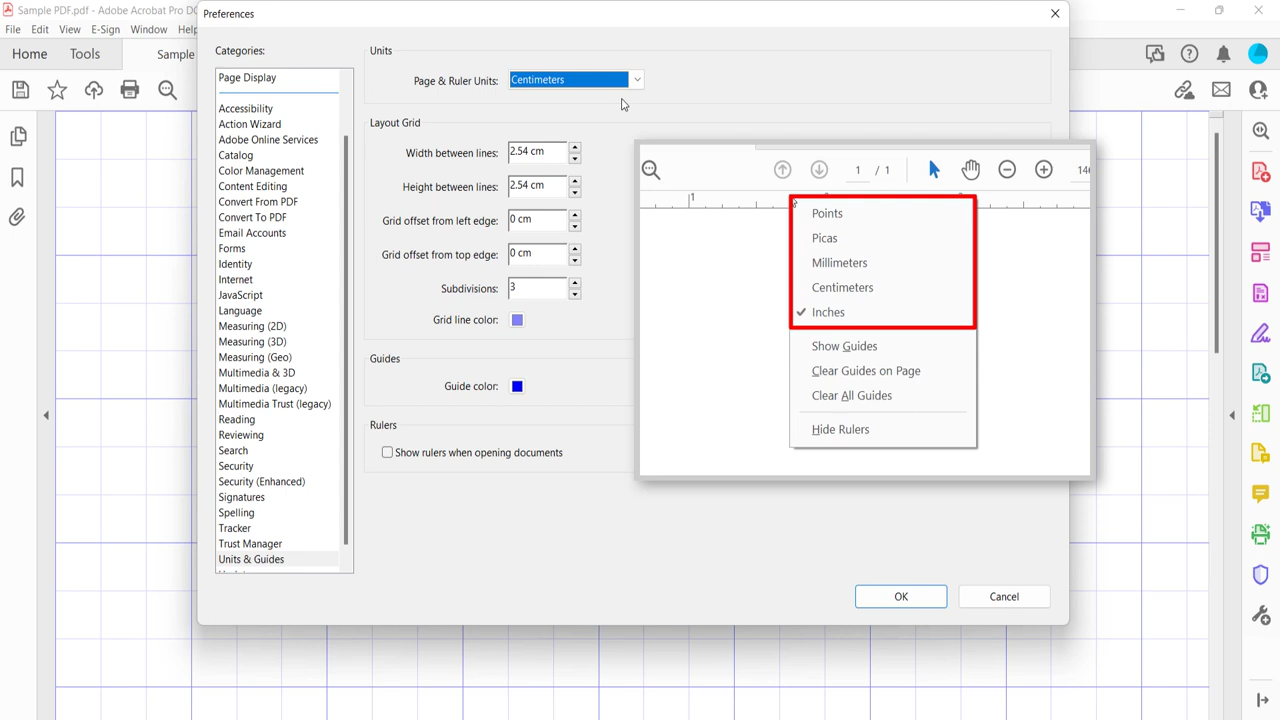 Sample PDF.pdf - Adobe Acrobat Pro DC
Preferences
File Edit View E-Sign Window Help
Home Tools Sample
Categories:
Page Display
Accessibility
Action Wizard
Adobe Online Services
Catalog
Color Management
Content Editing
Convert From PDF
Convert To PDF
Email Accounts
Forms
Identity
Internet
JavaScript
Language
Measuring (2D)
Measuring (3D)
Measuring (Geo)
Multimedia & 3D
Multimedia (legacy)
Multimedia Trust (legacy)
Reading
Reviewing
Search
Security
Security (Enhanced)
Signatures
Spelling
Tracker
Trust Manager
Units & Guides
Units
Page & Ruler Units: Centimeters
Layout Grid
Width between lines: 2.54 cm
Height between lines: 2.54 cm
Grid offset from left edge: 0 cm
Grid offset from top edge: 0 cm
Subdivisions: 3
Grid line color:
Guides
Guide color:
Rulers
Show rulers when opening documents
1 / 1
1
Points
Picas
Millimeters
Centimeters
Inches
Show Guides
Clear Guides on Page
Clear All Guides
Hide Rulers
OK Cancel